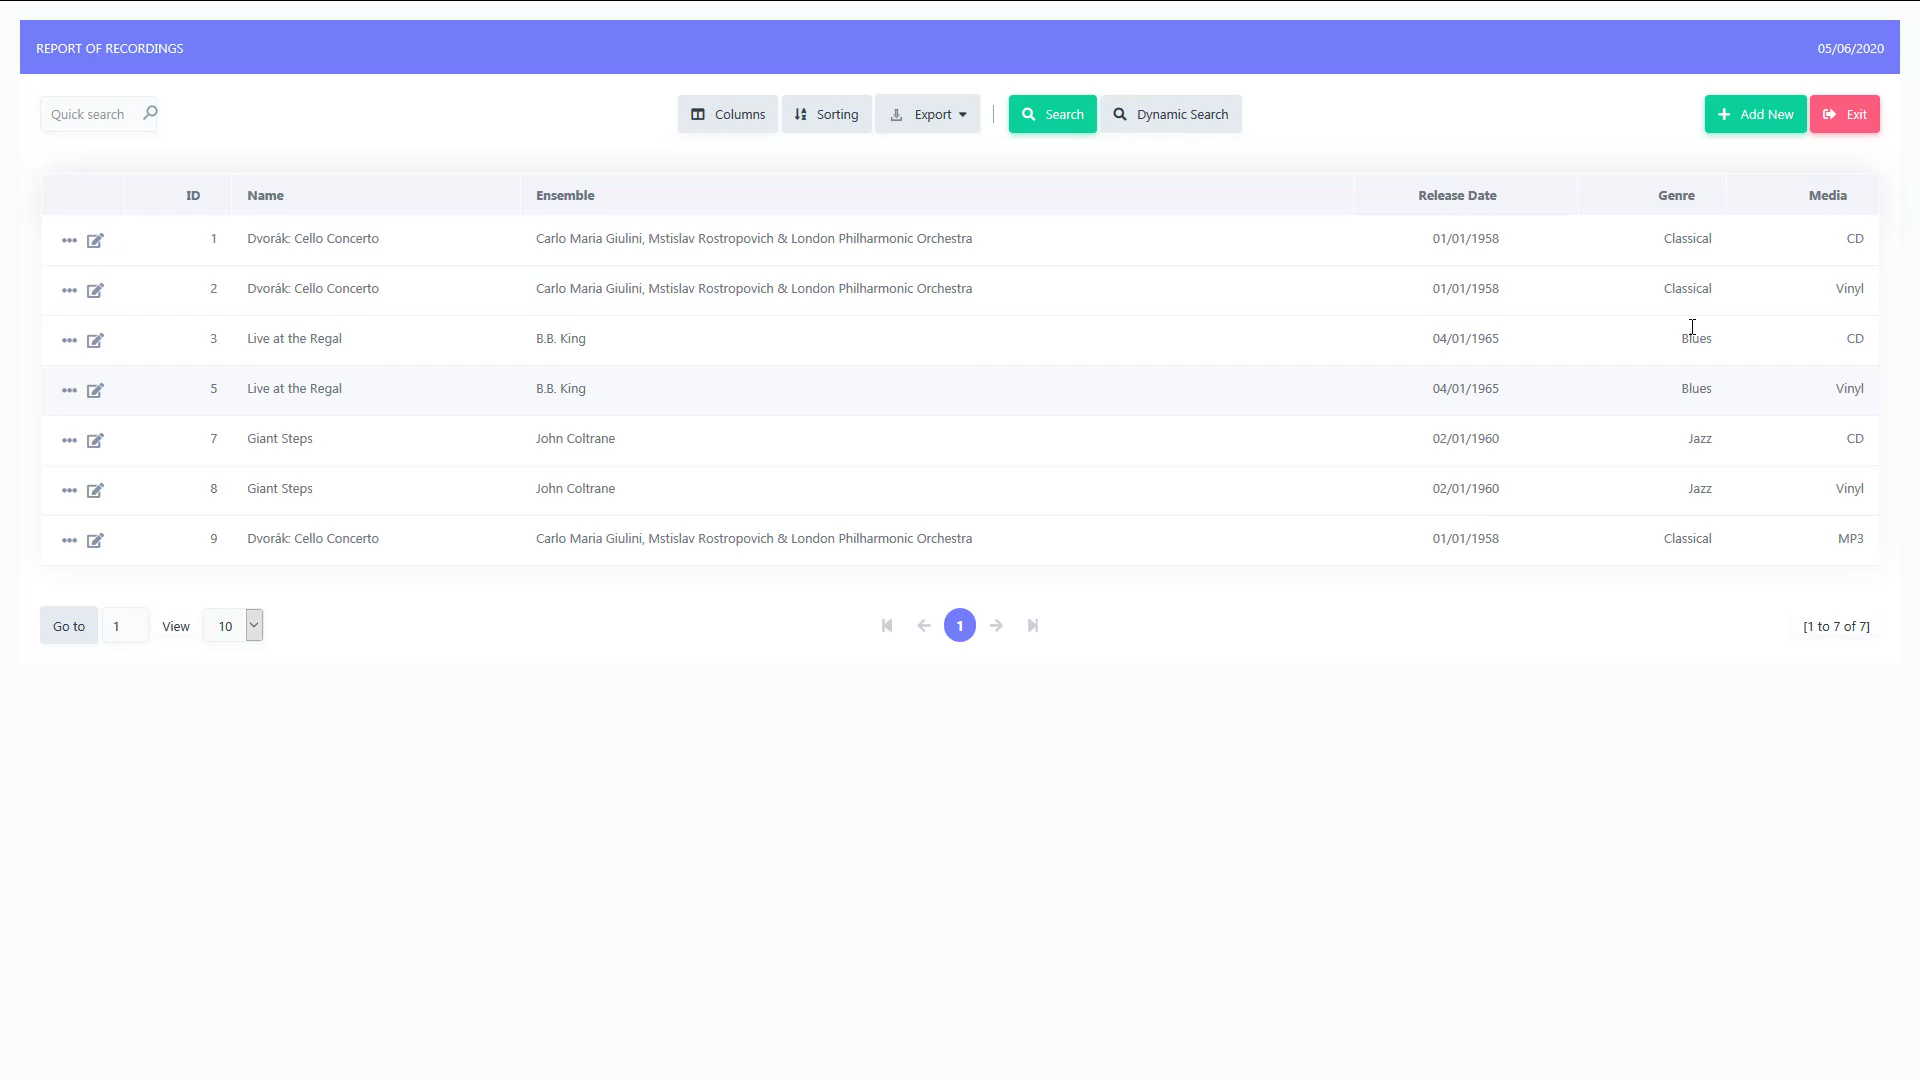 REPORT OF RECORDINGS 05/06/2020
Quick search Columns Sorting Export Search Dynamic Search Add New Exit
ID Name Ensemble Release Date Genre Media
1 Dvorák: Cello Concerto Carlo Maria Giulini, Mstislav Rostropovich & London Philharmonic Orchestra 01/01/1958 Classical CD
2 Dvorák: Cello Concerto Carlo Maria Giulini, Mstislav Rostropovich & London Philharmonic Orchestra 01/01/1958 Classical Vinyl
3 Live at the Regal B.B. King 04/01/1965 Blues CD
5 Live at the Regal B.B. King 04/01/1965 Blues Vinyl
7 Giant Steps John Coltrane 02/01/1960 Jazz CD
8 Giant Steps John Coltrane 02/01/1960 Jazz Vinyl
9 Dvorák: Cello Concerto Carlo Maria Giulini, Mstislav Rostropovich & London Philharmonic Orchestra 01/01/1958 Classical MP3
Go to 1 View 10 1 [1 to 7 of 7]